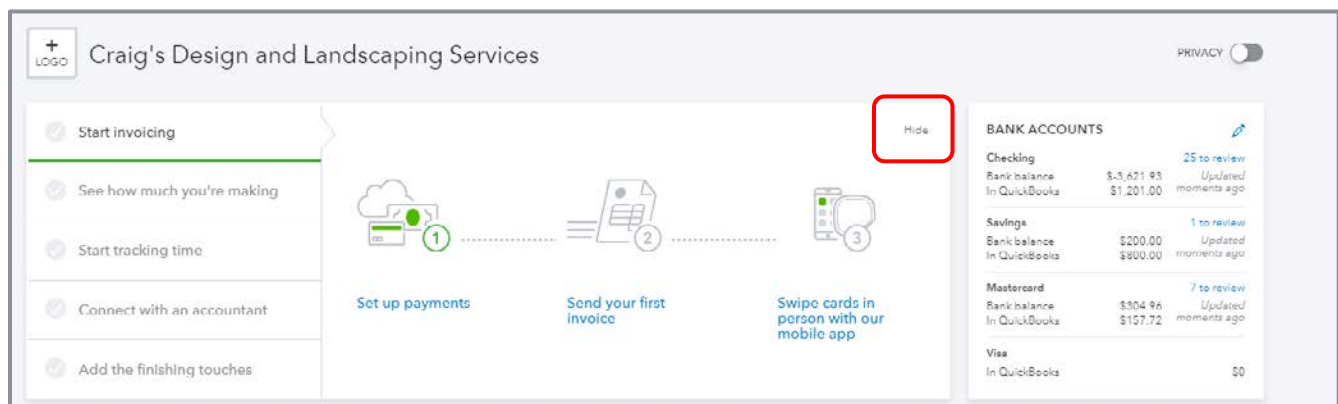 +
LOGO
Craig's Design and Landscaping Services
PRIVACY
Start invoicing
See how much you're making
Start tracking time
Connect with an accountant
Add the finishing touches
Hide
1
2
3
Set up payments
Send your first
invoice
Swipe cards in
person with our
mobile app
BANK ACCOUNTS
Checking 25 to review
Bank balance $-3,621.93 Updated
In QuickBooks $1,201.00 moments ago
Savings 1 to review
Bank balance $200.00 Updated
In QuickBooks $800.00 moments ago
Mastercard 7 to review
Bank balance $304.96 Updated
In QuickBooks $157.72 moments ago
Visa
In QuickBooks $0